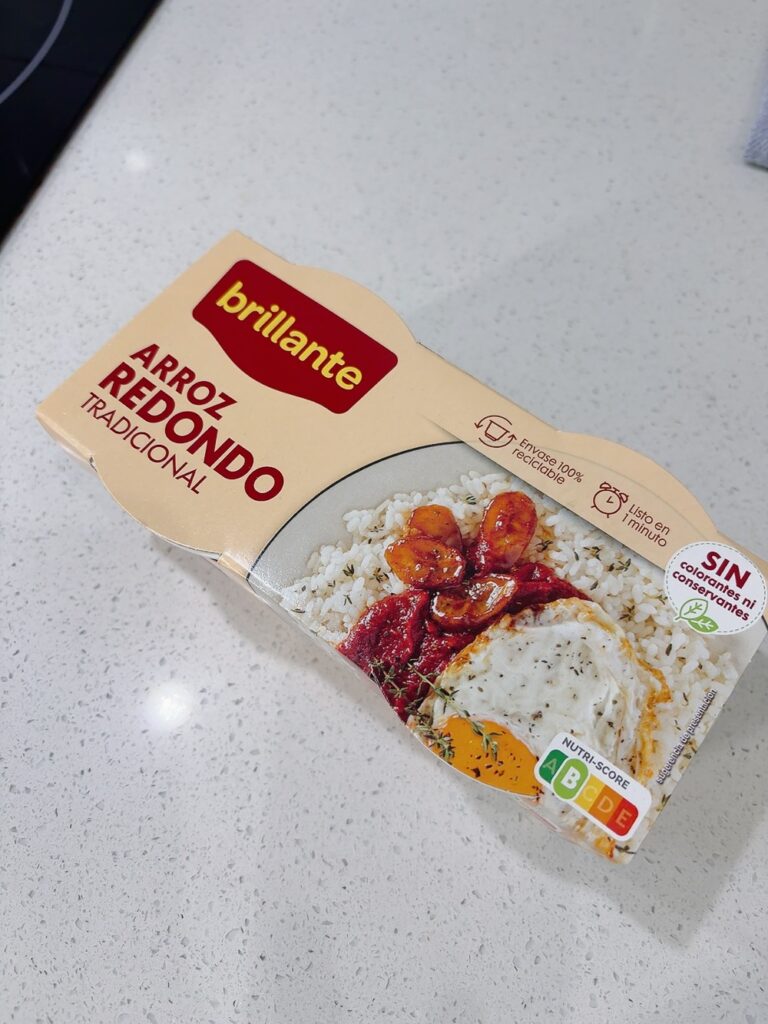 brillante
ARROZ
REDONDO
TRADICIONAL
Envase 100%
reciclable
Listo en
1 minuto
SIN
colorantes ni
conservantes
Sugerencia de presentación
NUTRI-SCORE
A B C D E